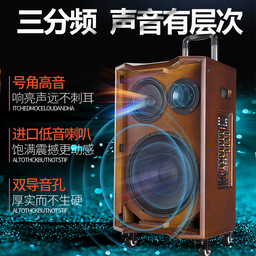 三分频 声音有层次
号角高音
响亮声远不刺耳
ITCHEDMOCELOUDANDHA
进口低音喇叭
饱满震撼更动感
ALTOTHCKBUTNOTSTIF
双导音孔
厚实而不生硬
ALTOTHCKBUTNOTSTIF